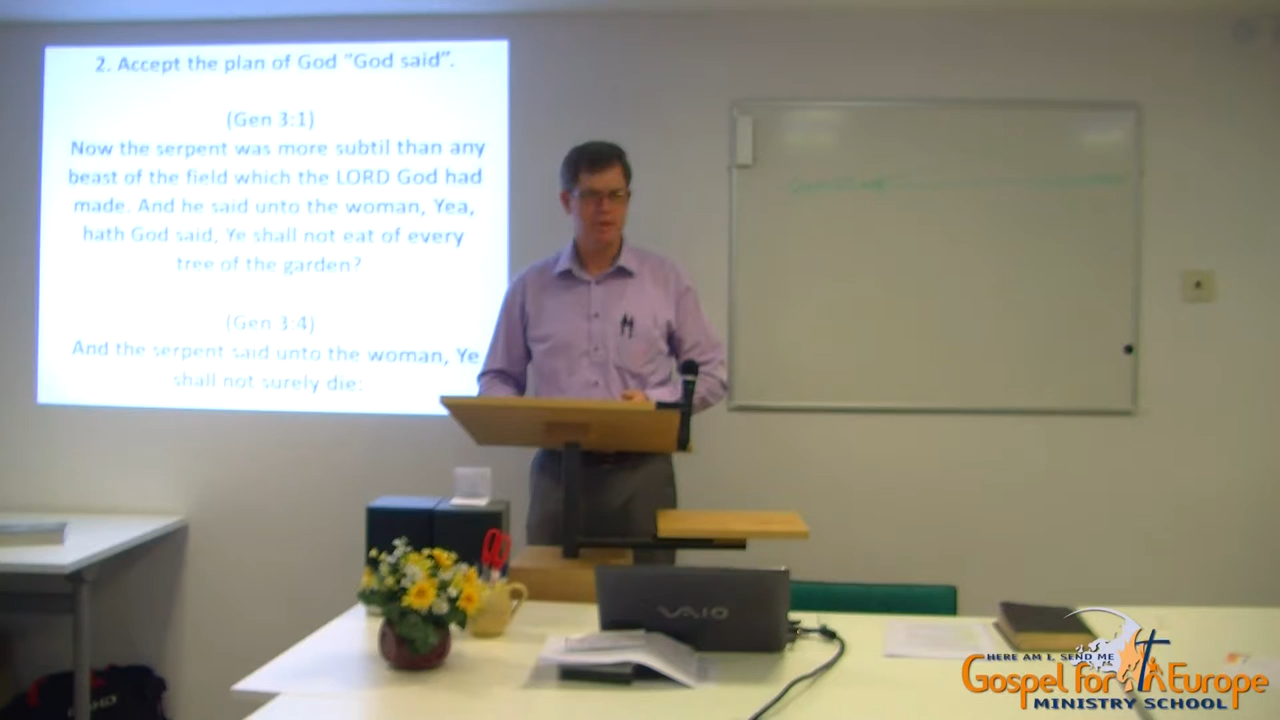 2. Accept the plan of God “God said”.
(Gen 3:1)
Now the serpent was more subtil than any
beast of the field which the LORD God had
made. And he said unto the woman, Yea,
hath God said, Ye shall not eat of every
tree of the garden?
(Gen 3:4)
And the serpent said unto the woman, Ye
shall not surely die:
VAIO
HERE AM I, SEND ME
Gospel for Europe
MINISTRY SCHOOL